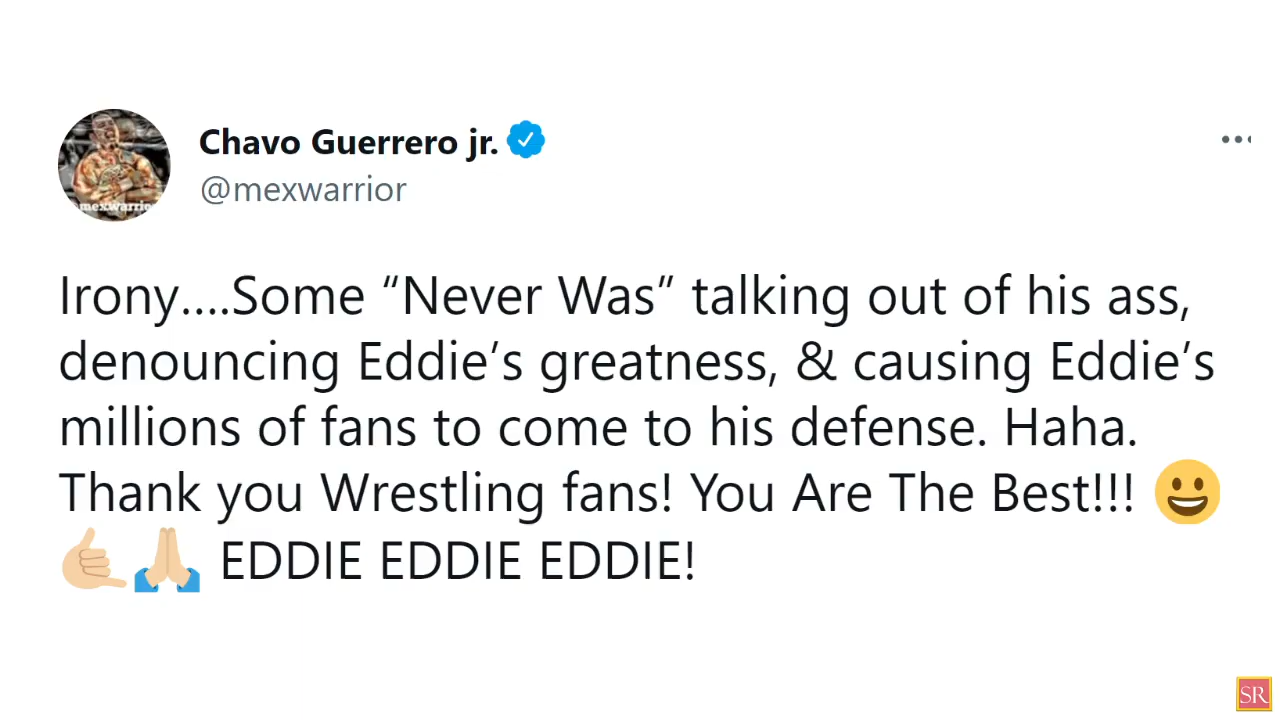 Chavo Guerrero jr.
@mexwarrior
mexwarrio
Irony....Some “Never Was” talking out of his ass,
denouncing Eddie’s greatness, & causing Eddie’s
millions of fans to come to his defense. Haha.
Thank you Wrestling fans! You Are The Best!!! 😀
🤙🏼🙏🏼 EDDIE EDDIE EDDIE!
SR